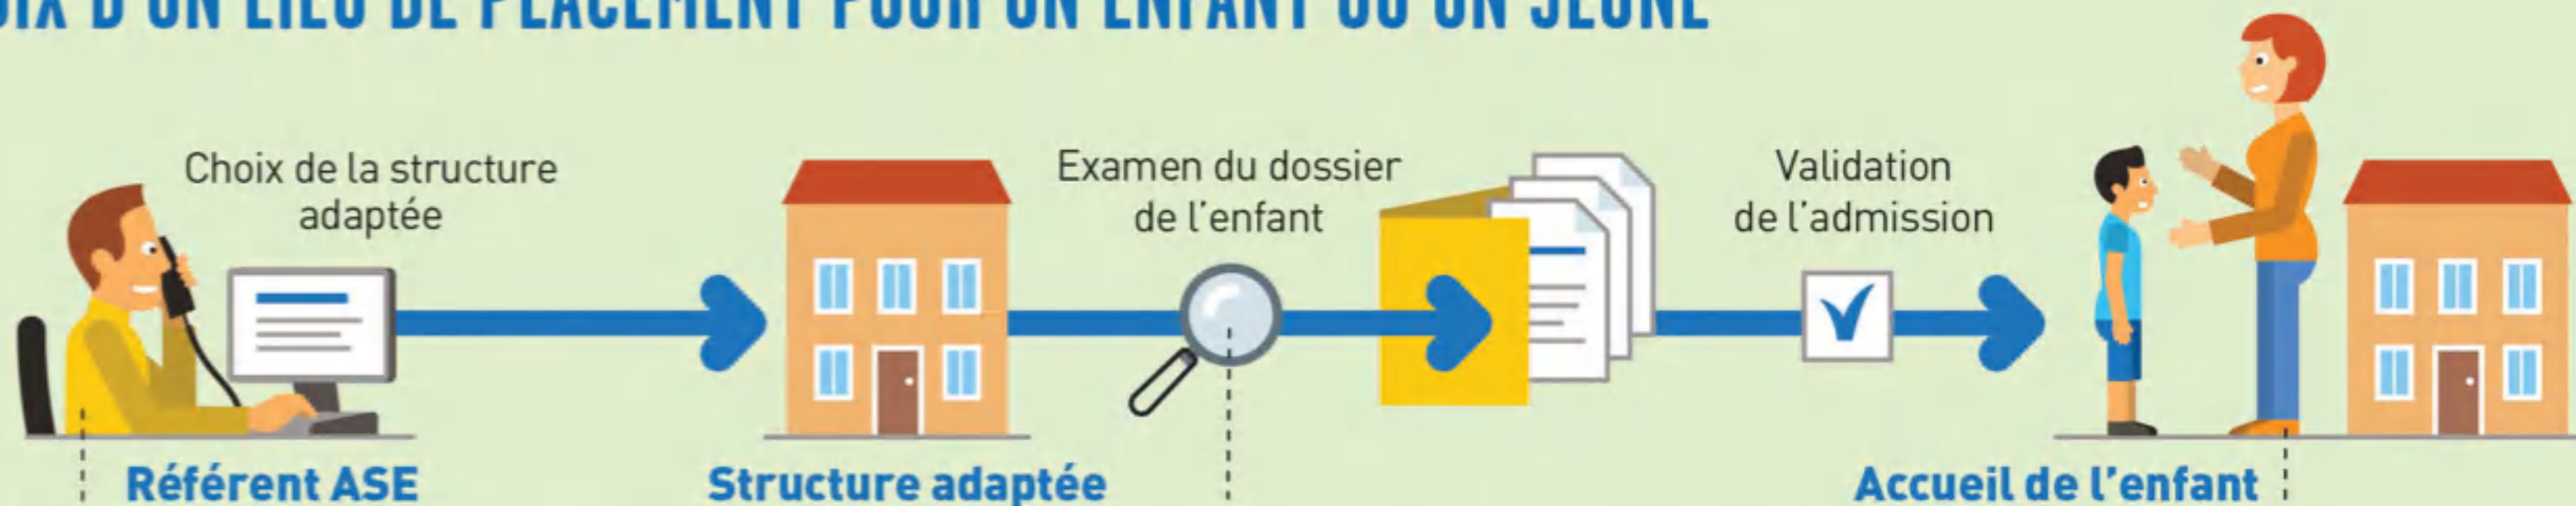 D'UN LIEU DE PLACEMENT POUR UN ENFANT OU UN JEUNE
Choix de la structure
adaptée
Examen du dossier
de l'enfant
Validation
de l'admission
Référent ASE
Structure adaptée
Accueil de l'enfant